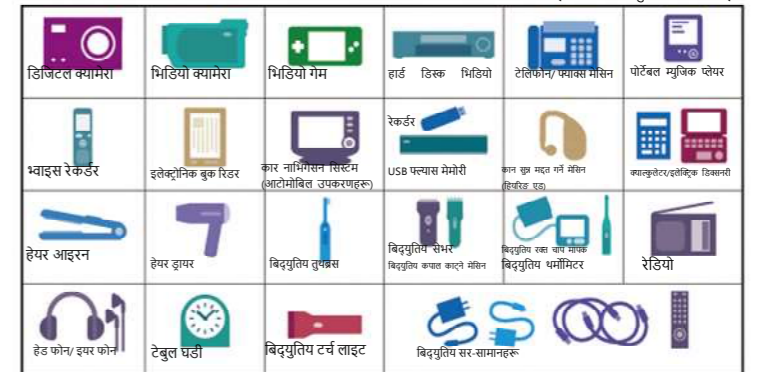 डिजिटल क्यामेरा
भिडियो क्यामेरा
भिडियो गेम
हार्ड डिस्क भिडियो
टेलिफोन/ फ्याक्स मेसिन
पोर्टेबल म्युजिक प्लेयर
भ्वाइस रेकर्डर
इलेक्ट्रोनिक बुक रिडर
कार नाभिगेसन सिस्टम
(आटोमोबिल उपकरणहरू)
रेकर्डर
USB फ्ल्यास मेमोरी
कान सुन्न मद्दत गर्ने मेसिन
(हियरिङ एड)
क्याल्कुलेटर/इलेक्ट्रिक डिक्सनरी
हेयर आइरन
हेयर ड्रायर
बिद्युतिय तुथब्रस
बिद्युतिय सेभर
बिद्युतिय कपाल काट्ने मेसिन
बिद्युतिय रक्त चाप मापक
बिद्युतिय थर्मोमिटर
रेडियो
हेड फोन/ इयर फोन
टेबुल घडी
बिद्युतिय टर्च लाइट
बिद्युतिय सर-सामानहरू